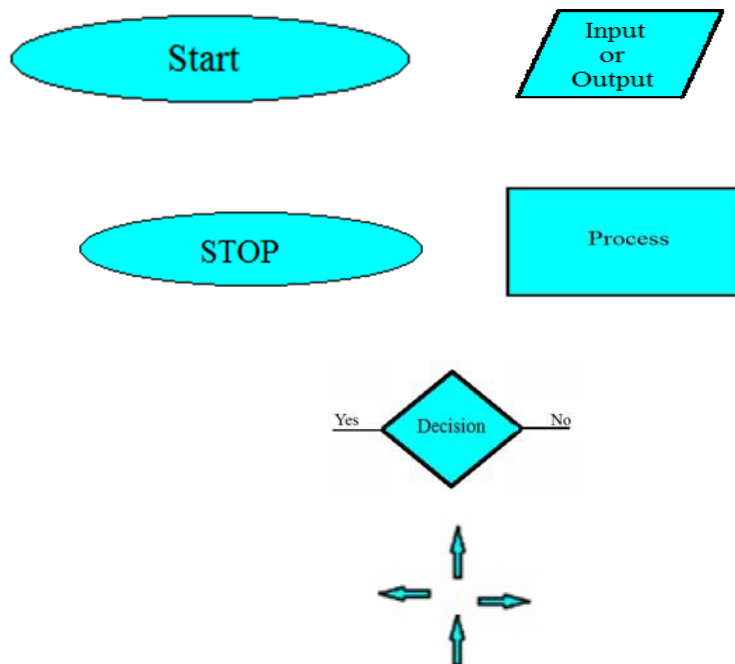 Start
Input
or
Output
STOP
Process
Yes
Decision
No